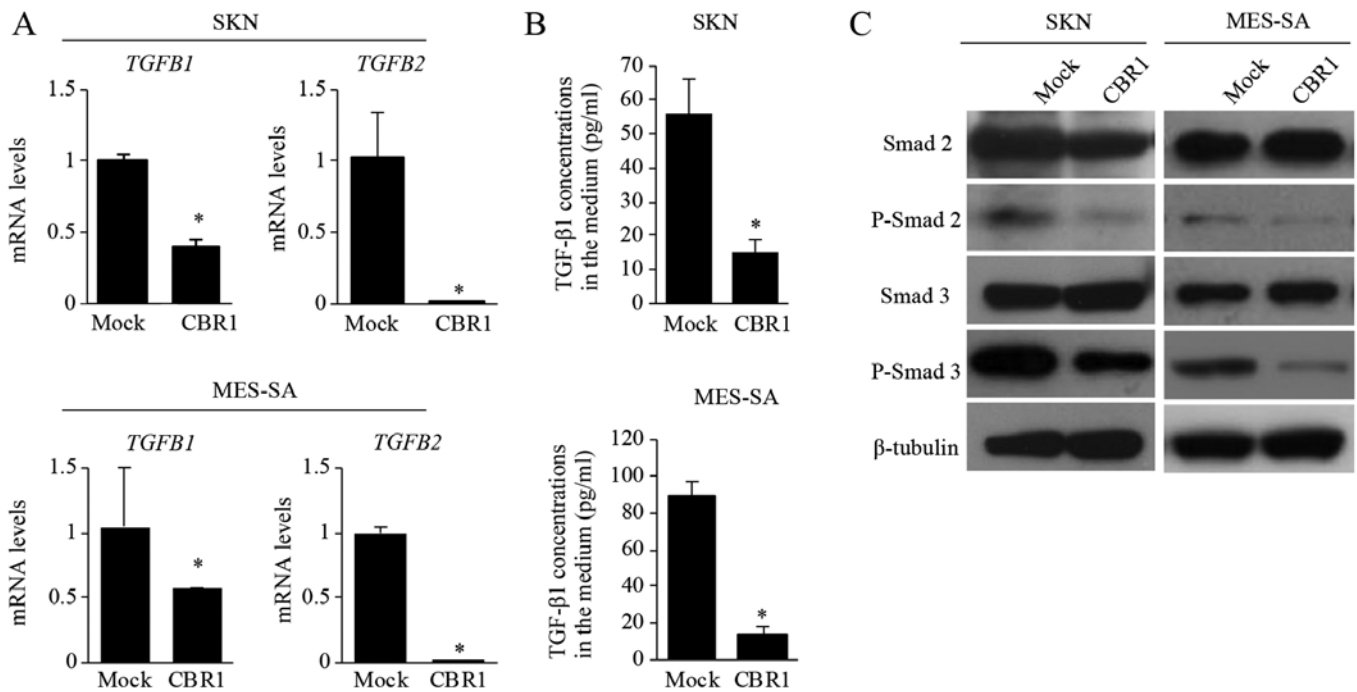 A
SKN
TGFB1
TGFB2
mRNA levels
1.5
1
0.5
0
*
Mock
CBR1
mRNA levels
1.5
1
0.5
0
*
Mock
CBR1
MES-SA
TGFB1
TGFB2
mRNA levels
1.5
1
0.5
0
*
Mock
CBR1
mRNA levels
1.5
1
0.5
0
*
Mock
CBR1
B
SKN
TGF-β1 concentrations
in the medium (pg/ml)
70
60
50
40
30
20
10
0
*
Mock
CBR1
MES-SA
TGF-β1 concentrations
in the medium (pg/ml)
120
100
80
60
40
20
0
*
Mock
CBR1
C
SKN
MES-SA
Mock
CBR1
Mock
CBR1
Smad 2
P-Smad 2
Smad 3
P-Smad 3
β-tubulin